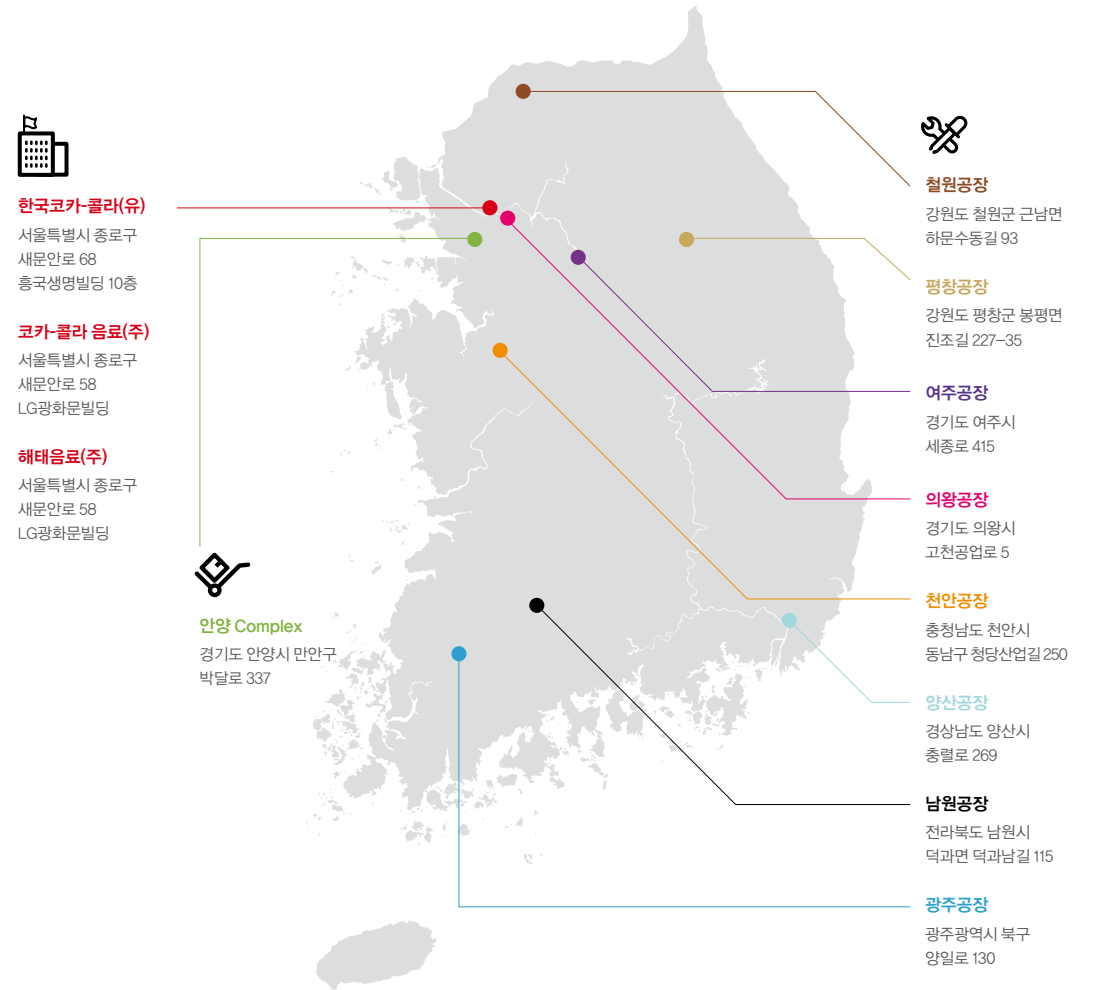 한국코카-콜라(유)
서울특별시 종로구
새문안로 68
흥국생명빌딩 10층
코카-콜라 음료(주)
서울특별시 종로구
새문안로 58
LG광화문빌딩
해태음료(주)
서울특별시 종로구
새문안로 58
LG광화문빌딩
안양 Complex
경기도 안양시 만안구
박달로 337
철원공장
강원도 철원군 근남면
하문수동길 93
평창공장
강원도 평창군 봉평면
진조길 227–35
여주공장
경기도 여주시
세종로 415
의왕공장
경기도 의왕시
고천공업로 5
천안공장
충청남도 천안시
동남구 청당산업길 250
양산공장
경상남도 양산시
충렬로 269
남원공장
전라북도 남원시
덕과면 덕과남길 115
광주공장
광주광역시 북구
양일로 130